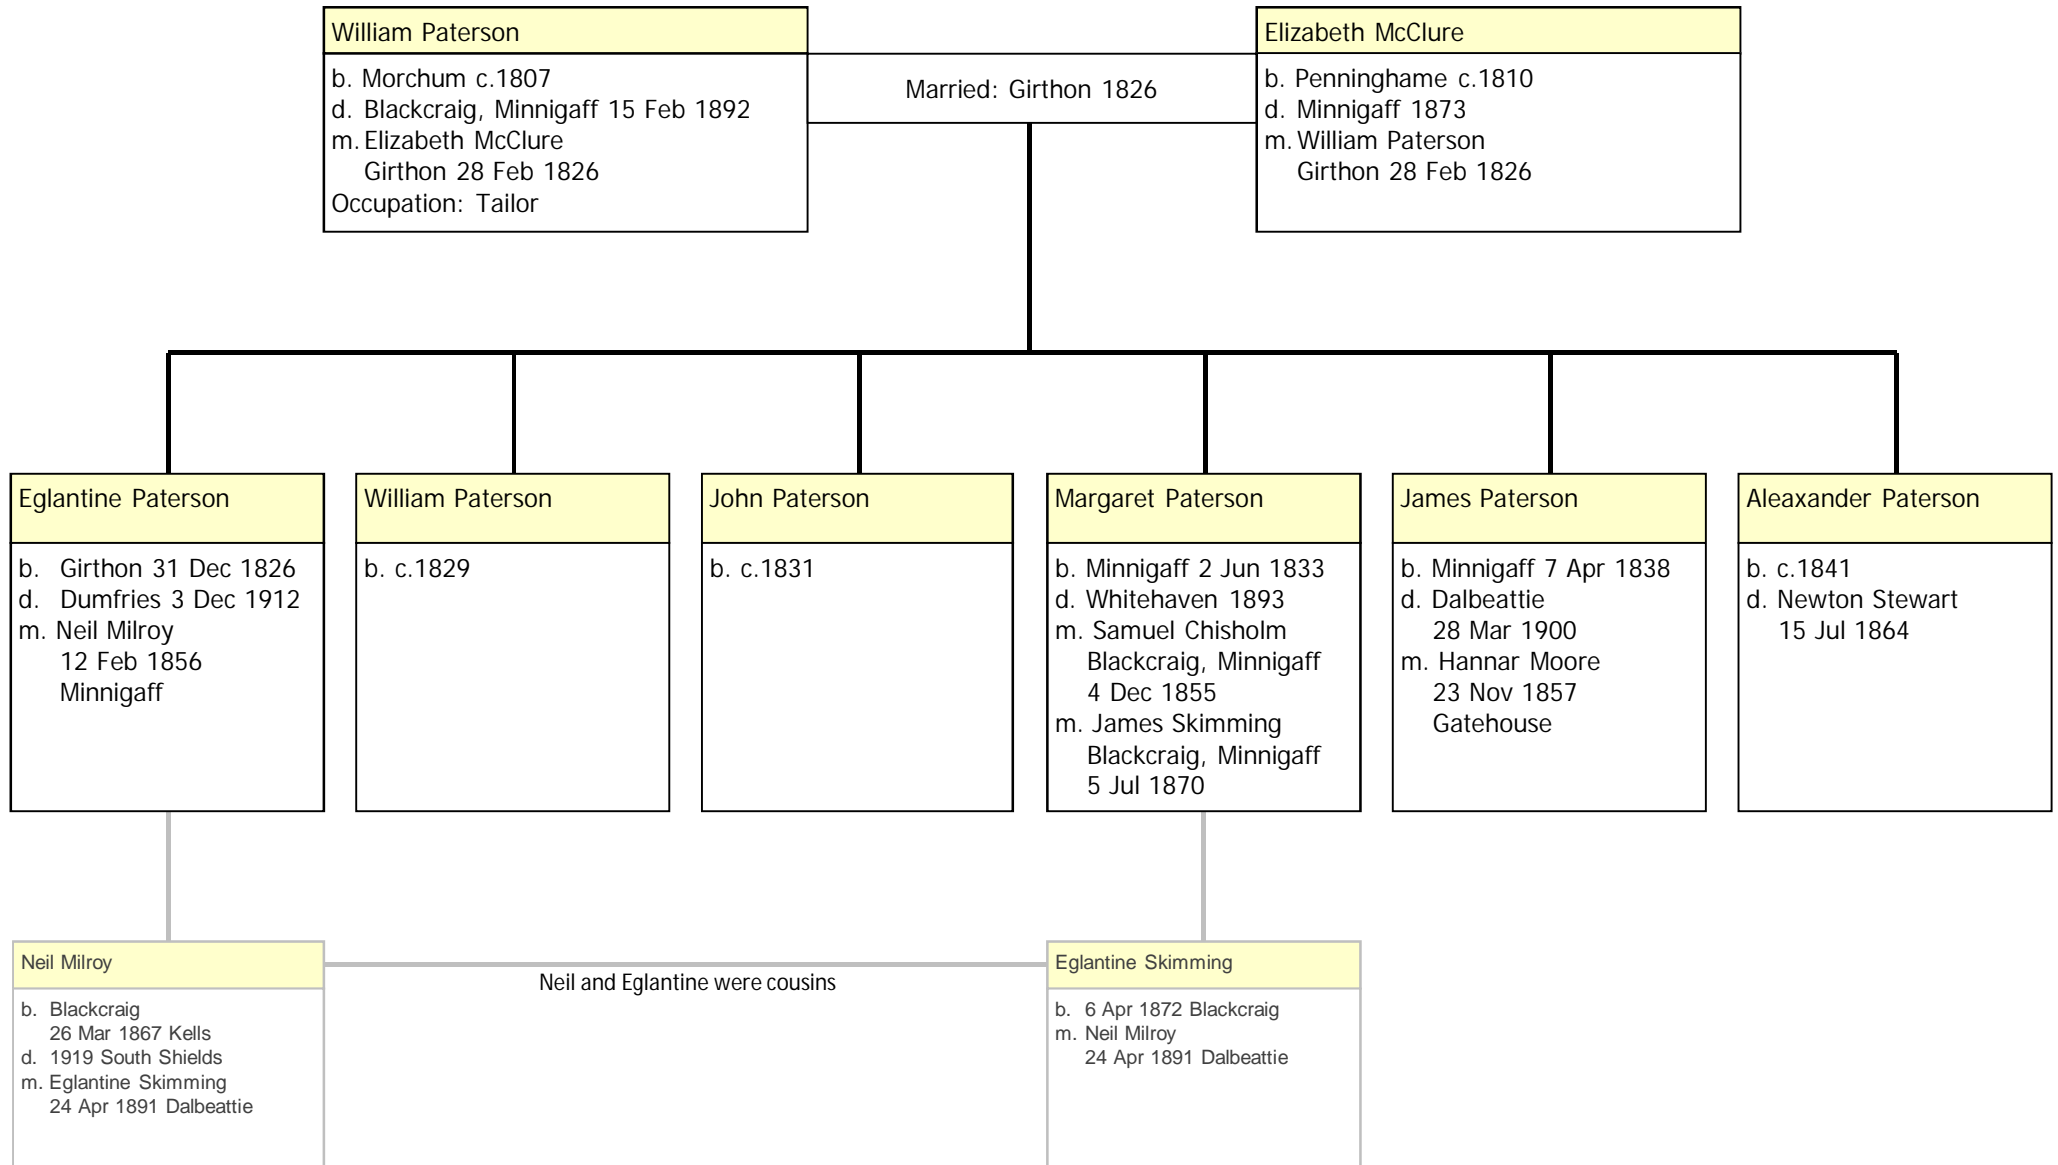 William Paterson
b. Morchum c.1807
d. Blackcraig, Minnigaff 15 Feb 1892
m. Elizabeth McClure
Girthon 28 Feb 1826
Occupation: Tailor
Married: Girthon 1826
Elizabeth McClure
b. Penninghame c.1810
d. Minnigaff 1873
m. William Paterson
Girthon 28 Feb 1826
Eglantine Paterson
b. Girthon 31 Dec 1826
d. Dumfries 3 Dec 1912
m. Neil Milroy
12 Feb 1856
Minnigaff
William Paterson
b. c.1829
John Paterson
b. c.1831
Margaret Paterson
b. Minnigaff 2 Jun 1833
d. Whitehaven 1893
m. Samuel Chisholm
Blackcraig, Minnigaff
4 Dec 1855
m. James Skimming
Blackcraig, Minnigaff
5 Jul 1870
James Paterson
b. Minnigaff 7 Apr 1838
d. Dalbeattie
28 Mar 1900
m. Hannar Moore
23 Nov 1857
Gatehouse
Aleaxander Paterson
b. c.1841
d. Newton Stewart
15 Jul 1864
Neil Milroy
b. Blackcraig
26 Mar 1867 Kells
d. 1919 South Shields
m. Eglantine Skimming
24 Apr 1891 Dalbeattie
Neil and Eglantine were cousins
Eglantine Skimming
b. 6 Apr 1872 Blackcraig
m. Neil Milroy
24 Apr 1891 Dalbeattie